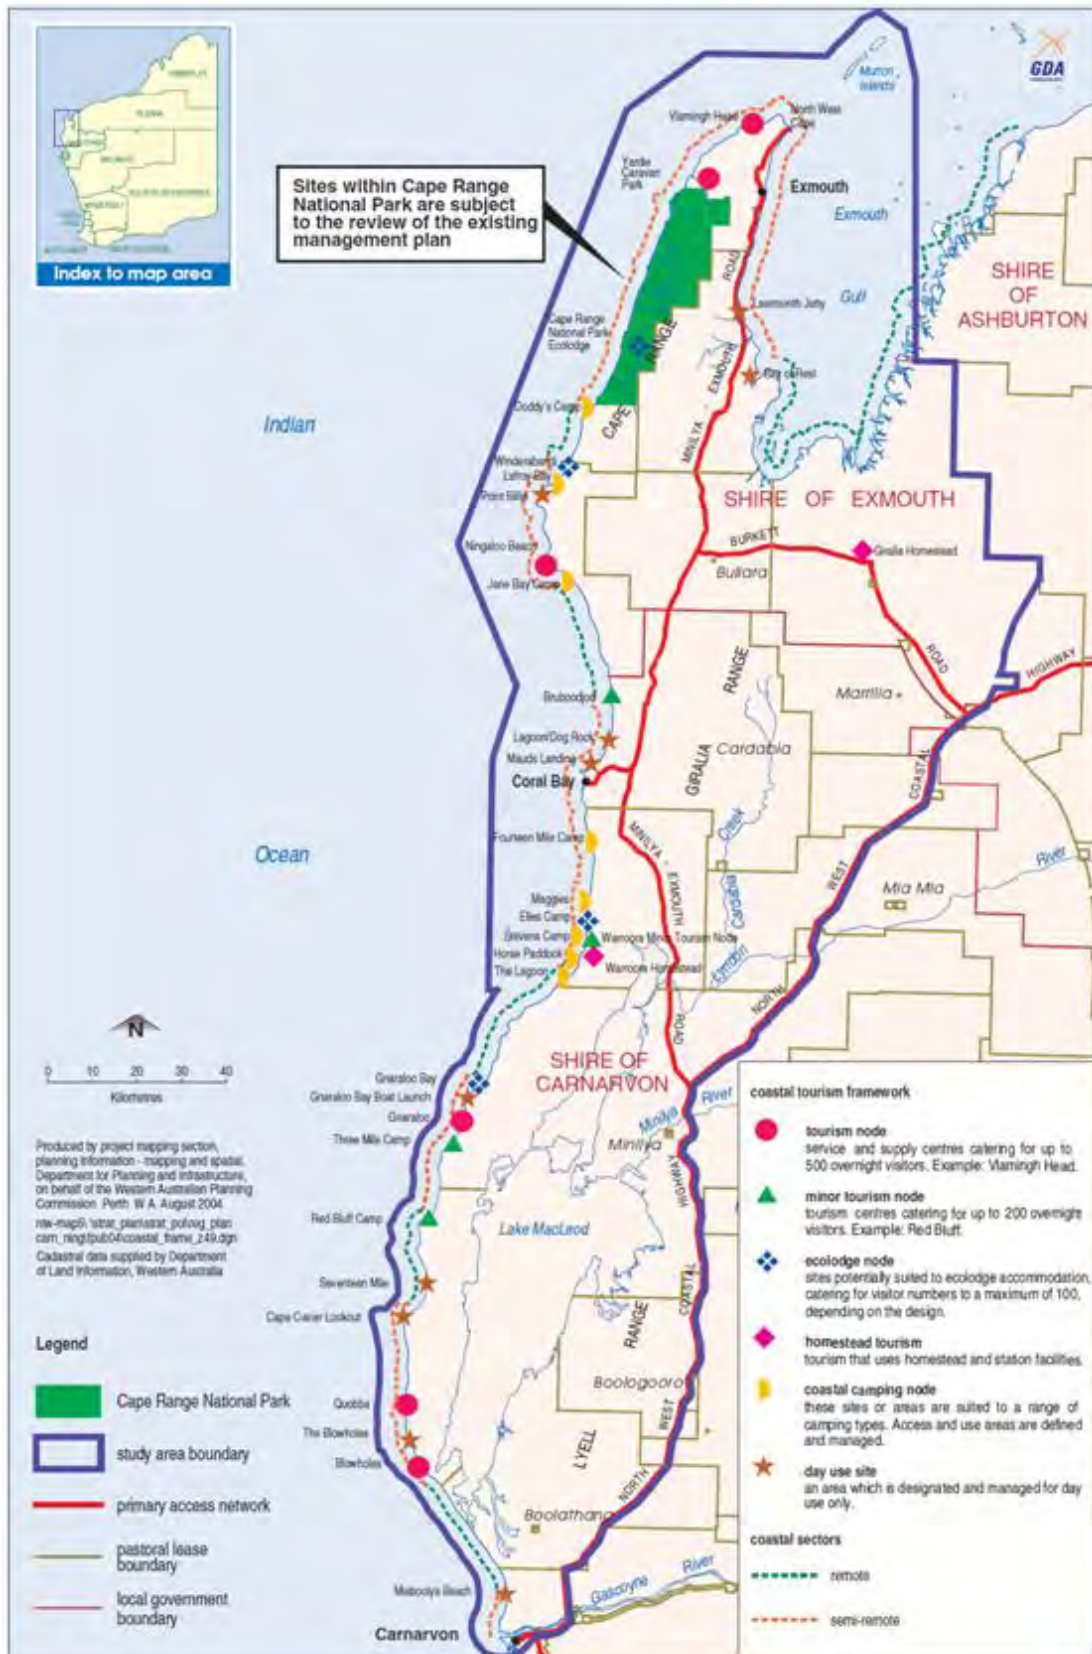 GDA
Index to map area
Sites within Cape Range
National Park are subject
to the review of the existing
management plan
Murion
Islands
Vlamingh Head
North West
Cape
Yardie
Caravan
Park
Exmouth
Exmouth
Gulf
SHIRE
OF
ASHBURTON
ROAD
Learmonth Jetty
Cape Range
National Park
Ecolodge
RANGE
CAPE
EXMOUTH
MINILYA -
Bay of Rest
Doddy's Camp
Indian
Winderabandi
Lefroy Bay
Point Billie
SHIRE OF EXMOUTH
BURKETT
Ningaloo Beach
Giralia Homestead
Bullara
Jane Bay Camp
ROAD
HIGHWAY
RANGE
Marrilla
Bruboodjoo
Lagoon/Dog Rock
Cardabia
Mauds Landing
GIRALIA
COASTAL
Coral Bay
Fourteen Mile Camp
MINILYA -
EXMOUTH
Creek
Cardabia
Ocean
WEST
River
Mia Mia
Maggies
Elles Camp
Stevens Camp
Warroora Minor Tourism Node
Horse Paddock
Warroora Homestead
The Lagoon
Lyndon
NORTH
ROAD
N
0 10 20 30 40
Kilometres
SHIRE OF
CARNARVON
Gnaraloo Bay
Gnaraloo Bay Boat Launch
Gnaraloo
Three Mile Camp
Minilya
River
Minilya
HIGHWAY
Produced by project mapping section,
planning information - mapping and spatial,
Department for Planning and Infrastructure,
on behalf of the Western Australian Planning
Commission. Perth W.A. August 2004
Cadastral data supplied by Department
of Land Information, Western Australia
Red Bluff Camp
Lake MacLeod
Seventeen Mile
Cape Cuvier Lookout
COASTAL
RANGE
Boologooro
Quobba
The Blowholes
Blowholes
WEST
LYELL
NORTH
Boolathana
Miaboolya Beach
Gascoyne
River
Carnarvon
Legend
Cape Range National Park
study area boundary
primary access network
pastoral lease
boundary
local government
boundary
coastal tourism framework
tourism node
service and supply centres catering for up to
500 overnight visitors. Example: Vlamingh Head.
minor tourism node
tourism centres catering for up to 200 overnight
visitors. Example: Red Bluff.
ecolodge node
sites potentially suited to ecolodge accommodation,
catering for visitor numbers to a maximum of 100,
depending on the design.
homestead tourism
tourism that uses homestead and station facilities.
coastal camping node
these sites or areas are suited to a range of
camping types. Access and use areas are defined
and managed.
day use site
an area which is designated and managed for day
use only.
coastal sectors
remote
semi-remote